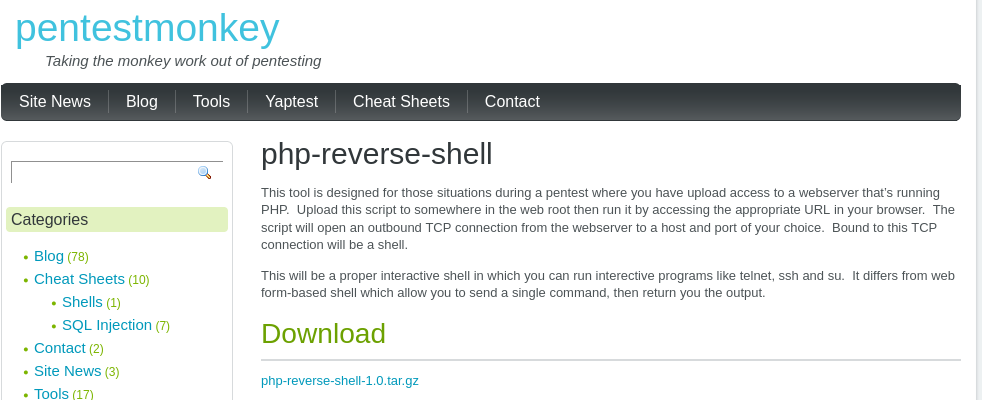 pentestmonkey
Taking the monkey work out of pentesting
Site News Blog Tools Yaptest Cheat Sheets Contact
Categories
Blog (78)
Cheat Sheets (10)
Shells (1)
SQL Injection (7)
Contact (2)
Site News (3)
Tools (17)
php-reverse-shell
This tool is designed for those situations during a pentest where you have upload access to a webserver that’s running
PHP.  Upload this script to somewhere in the web root then run it by accessing the appropriate URL in your browser.  The
script will open an outbound TCP connection from the webserver to a host and port of your choice.  Bound to this TCP
connection will be a shell.
This will be a proper interactive shell in which you can run interective programs like telnet, ssh and su.  It differs from web
form-based shell which allow you to send a single command, then return you the output.
Download
php-reverse-shell-1.0.tar.gz